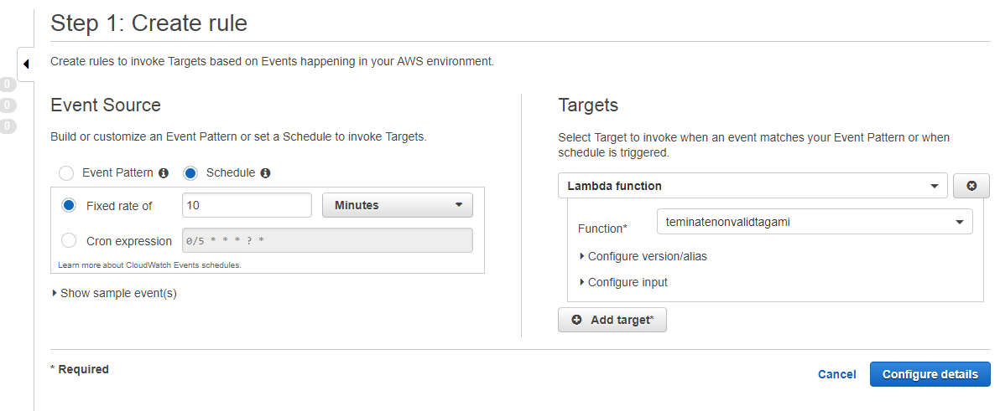 Step 1: Create rule
Create rules to invoke Targets based on Events happening in your AWS environment.
0
0
0
Event Source
Build or customize an Event Pattern or set a Schedule to invoke Targets.
Event Pattern
Schedule
Fixed rate of
10
Minutes
Cron expression
0/5 * * * ? *
Learn more about CloudWatch Events schedules.
Show sample event(s)
Targets
Select Target to invoke when an event matches your Event Pattern or when
schedule is triggered.
Lambda function
Function*
teminatenonvalidtagami
Configure version/alias
Configure input
Add target*
* Required
Cancel
Configure details